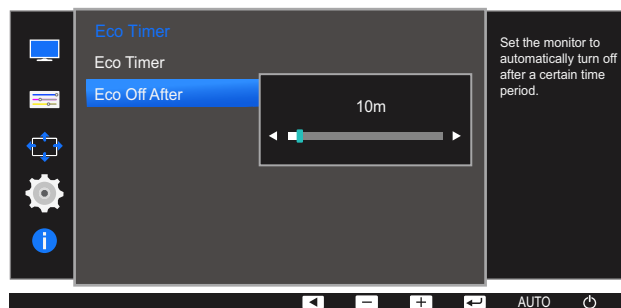 Eco Timer
Eco Timer
Eco Off After
10m
Set the monitor to
automatically turn off
after a certain time
period.
AUTO